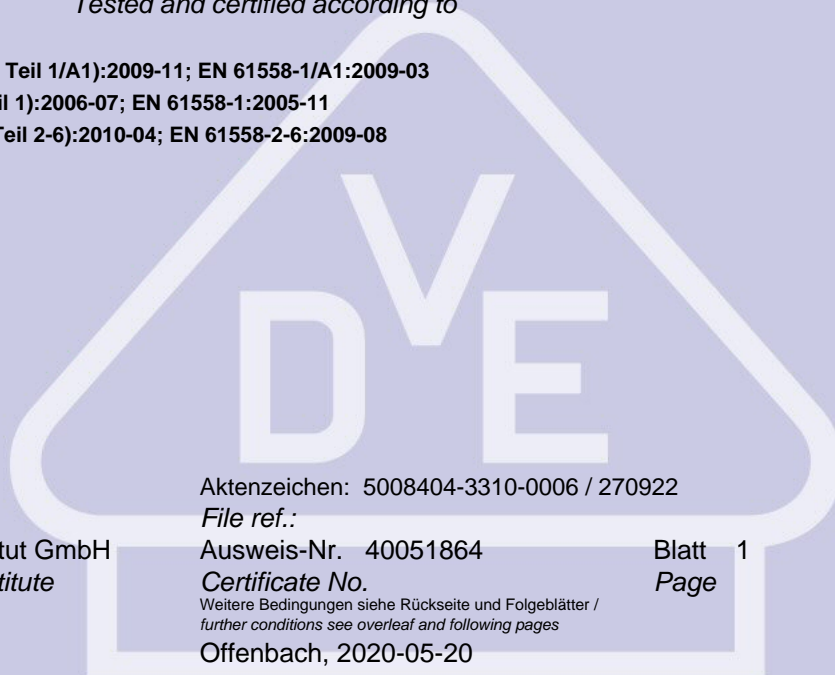 Tested and certified according to
Teil 1/A1):2009-11; EN 61558-1/A1:2009-03
1):2006-07; EN 61558-1:2005-11
Teil 2-6):2010-04; EN 61558-2-6:2009-08
VDE
Aktenzeichen: 5008404-3310-0006 / 270922
File ref.:
GmbH Ausweis-Nr. 40051864 Blatt 1
Certificate No. Page
Weitere Bedingungen siehe Rückseite und Folgeblätter /
further conditions see overleaf and following pages
Offenbach, 2020-05-20